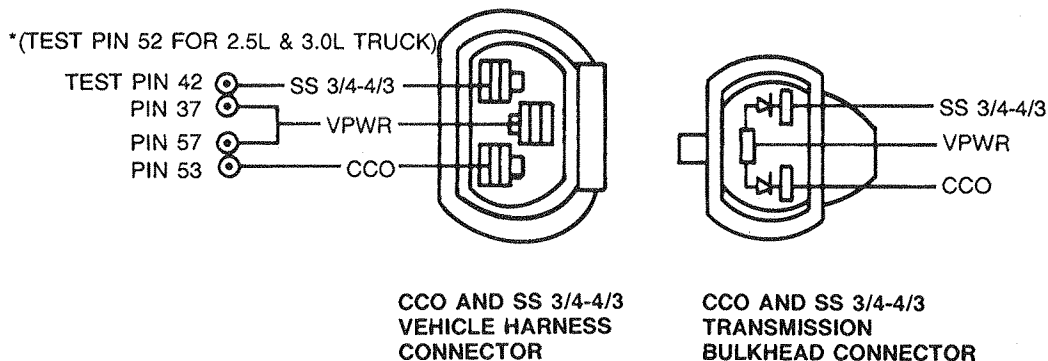 *(TEST PIN 52 FOR 2.5L & 3.0L TRUCK)
TEST PIN 42
SS 3/4-4/3
PIN 37
VPWR
PIN 57
PIN 53
CCO
SS 3/4-4/3
VPWR
CCO
CCO AND SS 3/4-4/3
VEHICLE HARNESS
CONNECTOR
CCO AND SS 3/4-4/3
TRANSMISSION
BULKHEAD CONNECTOR